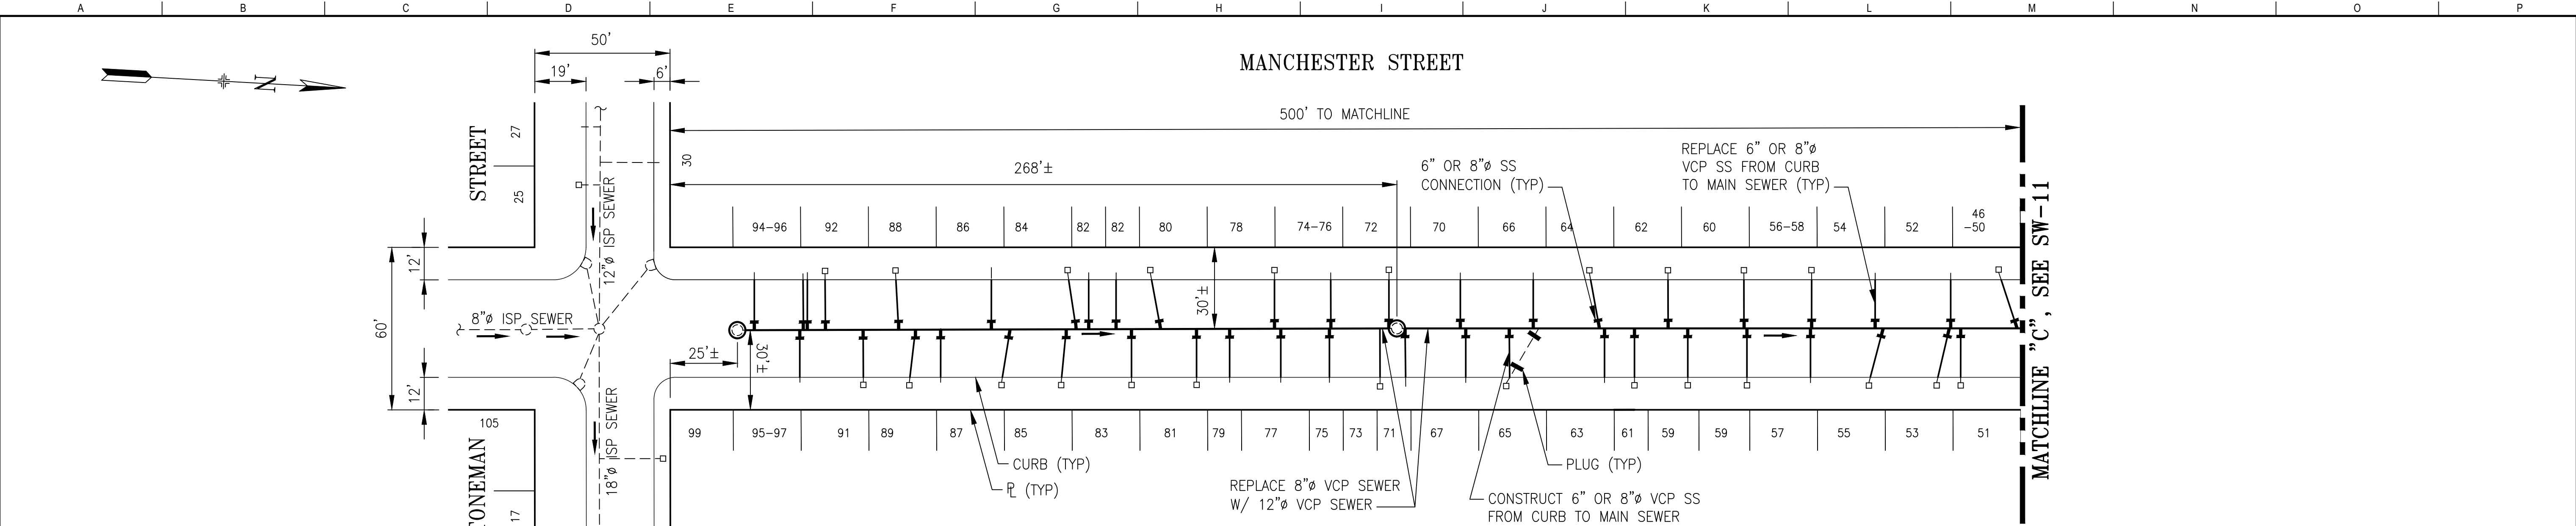 A B C D E F G H I J K L M N O P
N
MANCHESTER STREET
50'
19'
6'
500' TO MATCHLINE
268'±
6" OR 8"ø SS
CONNECTION (TYP)
REPLACE 6" OR 8"ø
VCP SS FROM CURB
TO MAIN SEWER (TYP)
STREET
27
25
30
12"ø ISP SEWER
94-96 92 88 86 84 82 82 80 78 74-76 72 70 66 64 62 60 56-58 54 52 46
-50
12'
60'
12'
8"ø ISP SEWER
25'±
30'±
30'±
MATCHLINE "C", SEE SW-11
105
TONEMAN
17
18"ø ISP SEWER
99 95-97 91 89 87 85 83 81 79 77 75 73 71 67 65 63 61 59 59 57 55 53 51
CURB (TYP)
PL (TYP)
REPLACE 8"ø VCP SEWER
W/ 12"ø VCP SEWER
PLUG (TYP)
CONSTRUCT 6" OR 8"ø VCP SS
FROM CURB TO MAIN SEWER